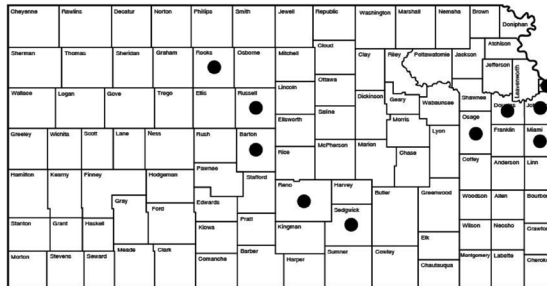 Cheyenne Rawlins Decatur Norton Phillips Smith Jewell Republic Washington Marshall Nemaha Brown
Doniphan
Atchison
Cloud
Sherman Thomas Sheridan Graham Rooks Osborne Mitchell Clay Riley Pottawatomie Jackson
Jefferson
Leavenworth
Ottawa
Wallace Logan Gove Trego Ellis Russell Lincoln Dickinson Geary Wabaunsee Shawnee
Saline
Morris
Ellsworth
Osage Franklin Miami
Greeley Wichita Scott Lane Ness Rush Barton Lyon
Rice McPherson Marion Chase
Coffey Anderson Linn
Pawnee
Hamilton Kearny Finney Hodgeman Stafford
Reno Harvey
Butler Greenwood
Gray Edwards
Woodson Allen Bourbo
Ford
Sedgwick
Stanton Grant Haskell Kiowa Pratt Kingman
Elk
Wilson Neosho Crawfo
Meade Clark
Morton Stevens Seward Comanche Barber Harper Sumner Cowley
Chautauqua
Montgomery Labette Cherok